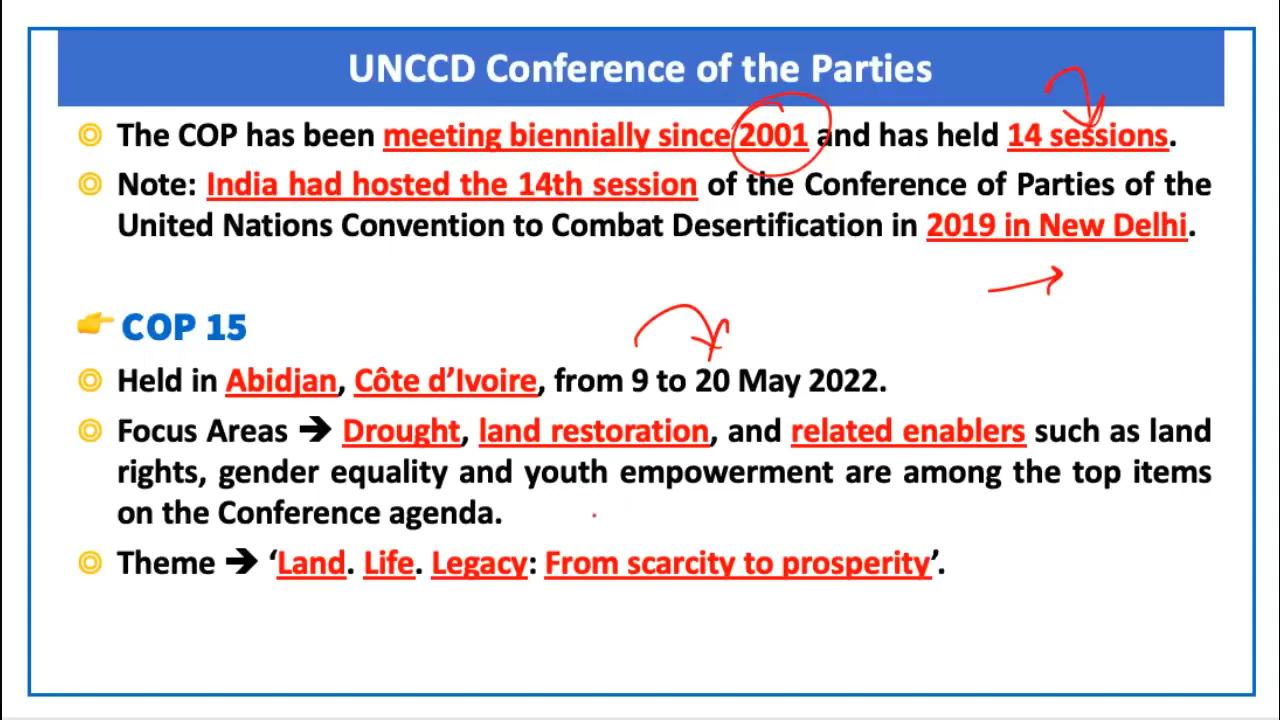 UNCCD Conference of the Parties
The COP has been meeting biennially since 2001 and has held 14 sessions.
Note: India had hosted the 14th session of the Conference of Parties of the
United Nations Convention to Combat Desertification in 2019 in New Delhi.
👉 COP 15
Held in Abidjan, Côte d’Ivoire, from 9 to 20 May 2022.
Focus Areas ➔ Drought, land restoration, and related enablers such as land
rights, gender equality and youth empowerment are among the top items
on the Conference agenda.
Theme ➔ ‘Land. Life. Legacy: From scarcity to prosperity’.